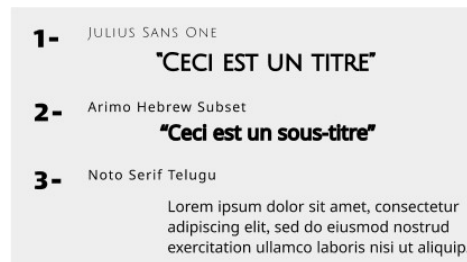 1- Julius Sans One
"Ceci est un titre"
2- Arimo Hebrew Subset
"Ceci est un sous-titre"
3- Noto Serif Telugu
Lorem ipsum dolor sit amet, consectetur
adipiscing elit, sed do eiusmod nostrud
exercitation ullamco laboris nisi ut aliquip